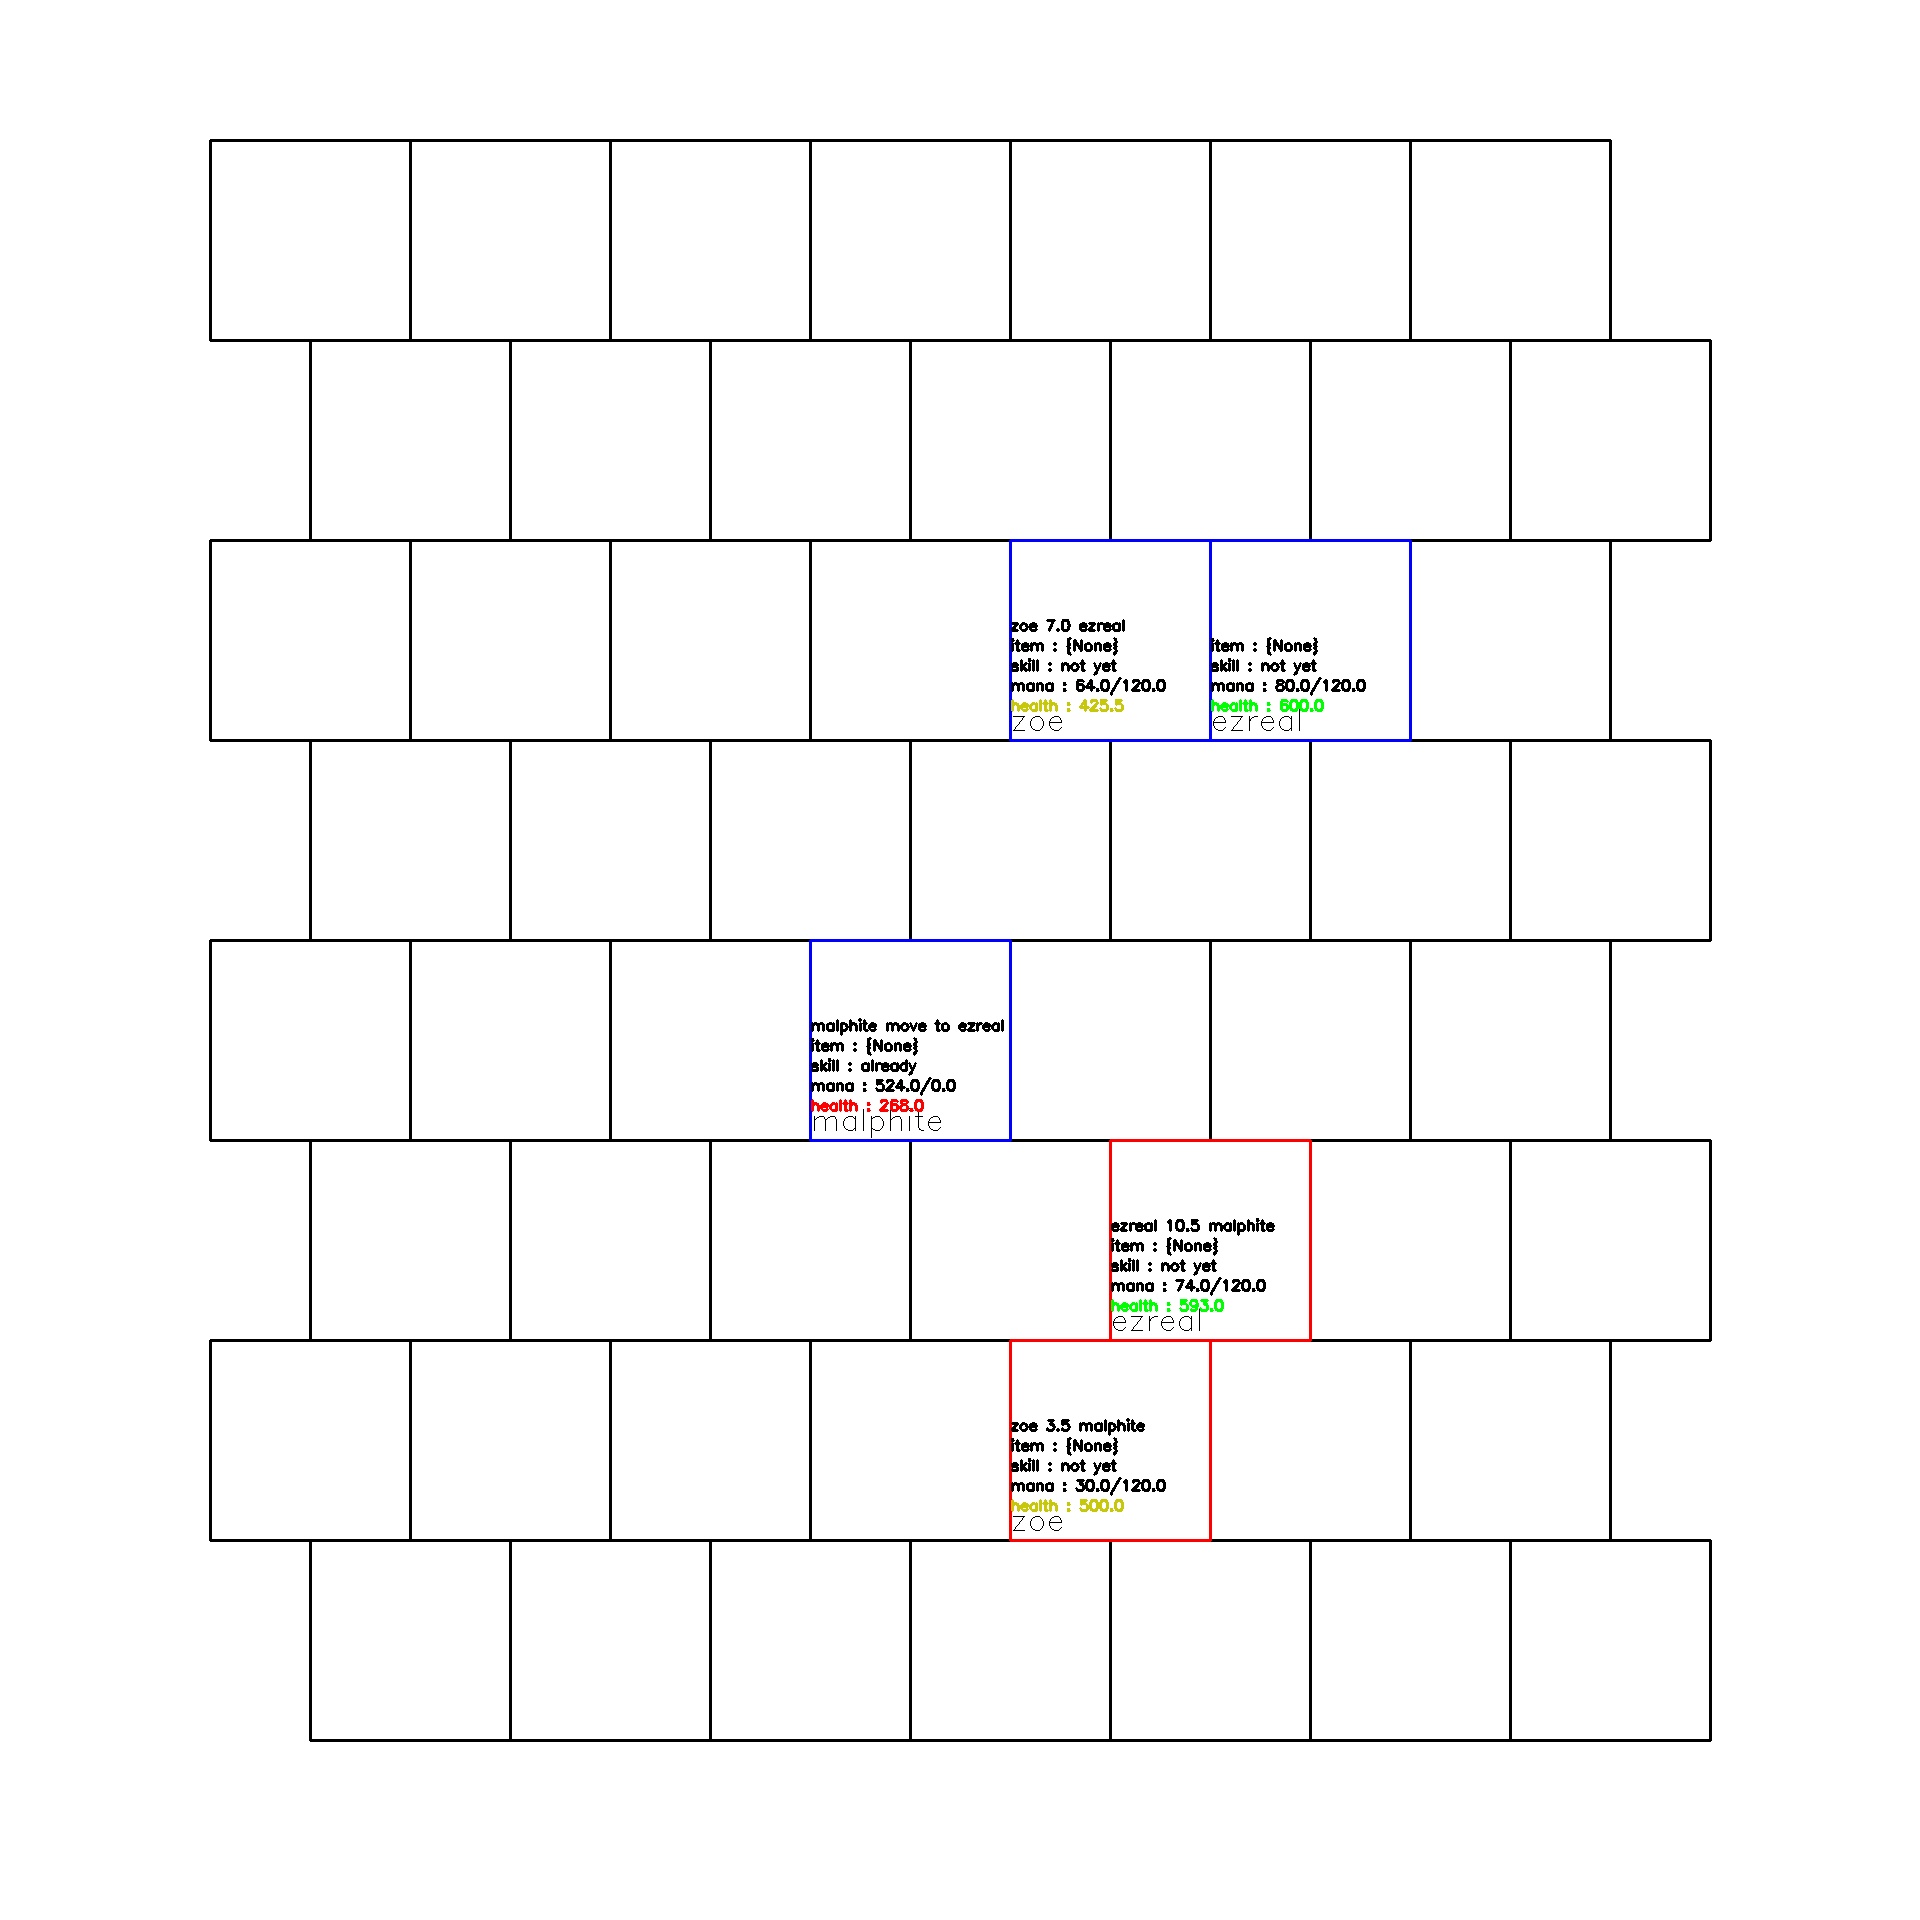 zoe 7.0 ezreal
item : {None}
skill : not yet
mana : 64.0/120.0
health : 425.5
zoe
item : {None}
skill : not yet
mana : 80.0/120.0
health : 600.0
ezreal
malphite move to ezreal
item : {None}
skill : already
mana : 524.0/0.0
health : 268.0
malphite
ezreal 10.5 malphite
item : {None}
skill : not yet
mana : 74.0/120.0
health : 593.0
ezreal
zoe 3.5 malphite
item : {None}
skill : not yet
mana : 30.0/120.0
health : 500.0
zoe